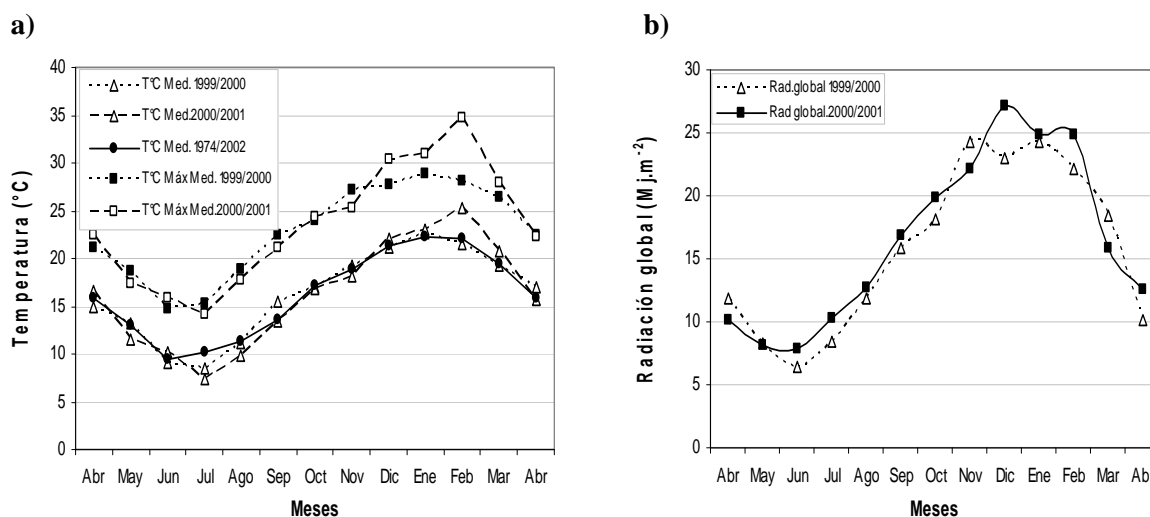 a)
40
35
30
25
20
15
10
5
0
Temperatura (°C)
T°C Med. 1999/2000
T°C Med.2000/2001
T°C Med. 1974/2002
T°C Máx Med. 1999/2000
T°C Máx Med.2000/2001
Abr May Jun Jul Ago Sep Oct Nov Dic Ene Feb Mar Abr
Meses
b)
30
25
20
15
10
5
0
Radiación global (Mj.m-2)
Rad.global 1999/2000
Rad global.2000/2001
Abr May Jun Jul Ago Sep Oct Nov Dic Ene Feb Mar Ab
Meses